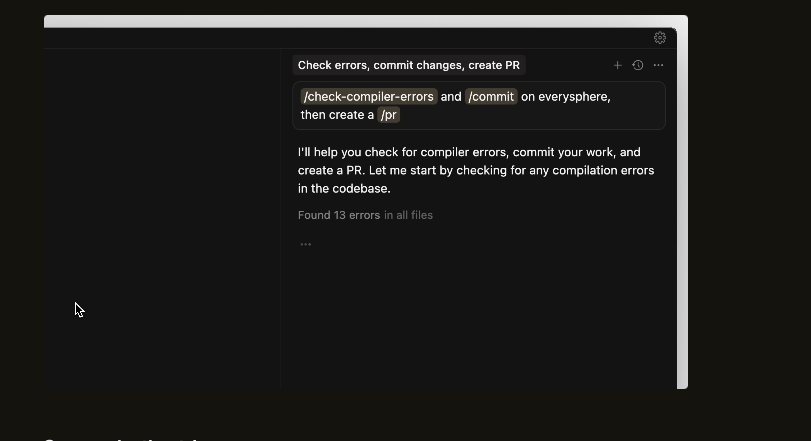 Check errors, commit changes, create PR
/check-compiler-errors and /commit on everysphere,
then create a /pr
I'll help you check for compiler errors, commit your work, and
create a PR. Let me start by checking for any compilation errors
in the codebase.
Found 13 errors in all files
...